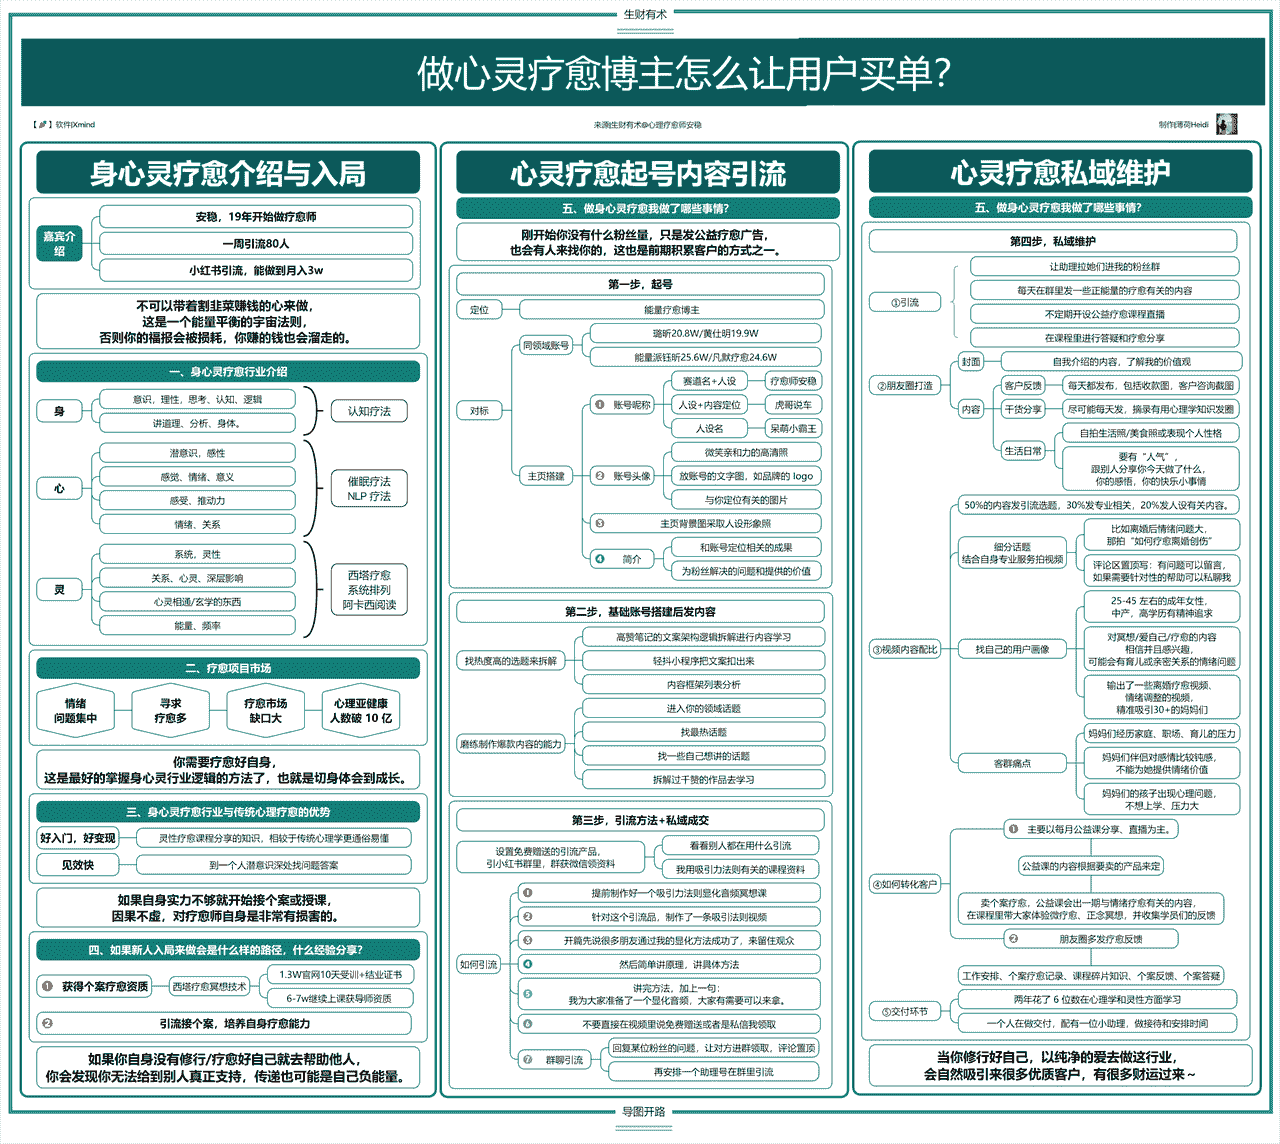 生财有术
做心灵疗愈博主怎么让用户买单?
【 】软件|Xmind
来源|生财有术@心理疗愈师安稳
制作|薄荷Heidi
身心灵疗愈介绍与入局
嘉宾介
绍
安稳，19年开始做疗愈师
一周引流80人
小红书引流，能做到月入3w
不可以带着割韭菜赚钱的心来做，
这是一个能量平衡的宇宙法则，
否则你的福报会被损耗，你赚的钱也会溜走的。
一、身心灵疗愈行业介绍
身
意识，理性，思考、认知、逻辑
讲道理、分析、身体。
认知疗法
心
潜意识，感性
感觉、情绪、意义
感受、推动力
情绪、关系
催眠疗法
NLP 疗法
灵
系统，灵性
关系、心灵、深层影响
心灵相通/玄学的东西
能量、频率
西塔疗愈
系统排列
阿卡西阅读
二、疗愈项目市场
情绪
问题集中
寻求
疗愈多
疗愈市场
缺口大
心理亚健康
人数破 10 亿
你需要疗愈好自身，
这是最好的掌握身心灵行业逻辑的方法了，也就是切身体会到成长。
三、身心灵疗愈行业与传统心理疗愈的优势
好入门，好变现
灵性疗愈课程分享的知识，相较于传统心理学更通俗易懂
见效快
到一个人潜意识深处找问题答案
如果自身实力不够就开始接个案或授课，
因果不虚，对疗愈师自身是非常有损害的。
四、如果新人入局来做会是什么样的路径，什么经验分享?
1 获得个案疗愈资质
西塔疗愈冥想技术
1.3W官网10天受训+结业证书
6-7w继续上课获导师资质
2 引流接个案，培养自身疗愈能力
如果你自身没有修行/疗愈好自己就去帮助他人，
你会发现你无法给到别人真正支持，传递也可能是自己负能量。
心灵疗愈起号内容引流
五、做身心灵疗愈我做了哪些事情?
刚开始你没有什么粉丝量，只是发公益疗愈广告，
也会有人来找你的，这也是前期积累客户的方式之一。
第一步，起号
定位
能量疗愈博主
对标
同领域账号
璐昕20.8W/黄仕明19.9W
能量派钰昕25.6W/凡默疗愈24.6W
主页搭建
1 账号昵称
赛道名+人设
疗愈师安稳
人设+内容定位
虎哥说车
人设名
呆萌小霸王
2 账号头像
微笑亲和力的高清照
放账号的文字图，如品牌的 logo
与你定位有关的图片
3 主页背景图采取人设形象照
4 简介
和账号定位相关的成果
为粉丝解决的问题和提供的价值
第二步，基础账号搭建后发内容
找热度高的选题来拆解
高赞笔记的文案架构逻辑拆解进行内容学习
轻抖小程序把文案扣出来
内容框架列表分析
磨练制作爆款内容的能力
进入你的领域话题
找最热话题
找一些自己想讲的话题
拆解过千赞的作品去学习
第三步，引流方法+私域成交
设置免费赠送的引流产品，
引小红书群里，群获微信领资料
看看别人都在用什么引流
我用吸引力法则有关的课程资料
如何引流
1 提前制作好一个吸引力法则显化音频冥想课
2 针对这个引流品，制作了一条吸引法则视频
3 开篇先说很多朋友通过我的显化方法成功了，来留住观众
4 然后简单讲原理，讲具体方法
5 讲完方法，加上一句：
我为大家准备了一个显化音频，大家有需要可以来拿。
6 不要直接在视频里说免费赠送或者是私信我领取
7 群聊引流
回复某位粉丝的问题，让对方进群领取，评论置顶
再安排一个助理号在群里引流
心灵疗愈私域维护
五、做身心灵疗愈我做了哪些事情?
第四步，私域维护
①引流
让助理拉她们进我的粉丝群
每天在群里发一些正能量的疗愈有关的内容
不定期开设公益疗愈课程直播
在课程里进行答疑和疗愈分享
②朋友圈打造
封面
自我介绍的内容，了解我的价值观
内容
客户反馈
每天都发布，包括收款图，客户咨询截图
干货分享
尽可能每天发，摘录有用心理学知识发圈
生活日常
自拍生活照/美食照或表现个人性格
要有“人气”，
跟别人分享你今天做了什么，
你的感悟，你的快乐小事情
③视频内容配比
50%的内容发引流选题，30%发专业相关，20%发人设有关内容。
细分话题
结合自身专业服务拍视频
比如离婚后情绪问题大，
那拍“如何疗愈离婚创伤”
评论区置顶写：有问题可以留言，
如果需要针对性的帮助可以私聊我
找自己的用户画像
25-45 左右的成年女性，
中产，高学历有精神追求
对冥想/爱自己/疗愈的内容
相信并且感兴趣，
可能会有育儿或亲密关系的情绪问题
输出了一些离婚疗愈视频、
情绪调整的视频，
精准吸引30+的妈妈们
客群痛点
妈妈们经历家庭、职场、育儿的压力
妈妈们伴侣对感情比较钝感，
不能为她提供情绪价值
妈妈们的孩子出现心理问题，
不想上学、压力大
④如何转化客户
1 主要以每月公益课分享、直播为主。
公益课的内容根据要卖的产品来定
卖个案疗愈，公益课会出一期与情绪疗愈有关的内容，
在课程里带大家体验微疗愈、正念冥想，并收集学员们的反馈
2 朋友圈多发疗愈反馈
工作安排、个案疗愈记录、课程碎片知识、个案反馈、个案答疑
⑤交付环节
两年花了 6 位数在心理学和灵性方面学习
一个人在做交付，配有一位小助理，做接待和安排时间
当你修行好自己，以纯净的爱去做这行业，
会自然吸引来很多优质客户，有很多财运过来～
导图开路